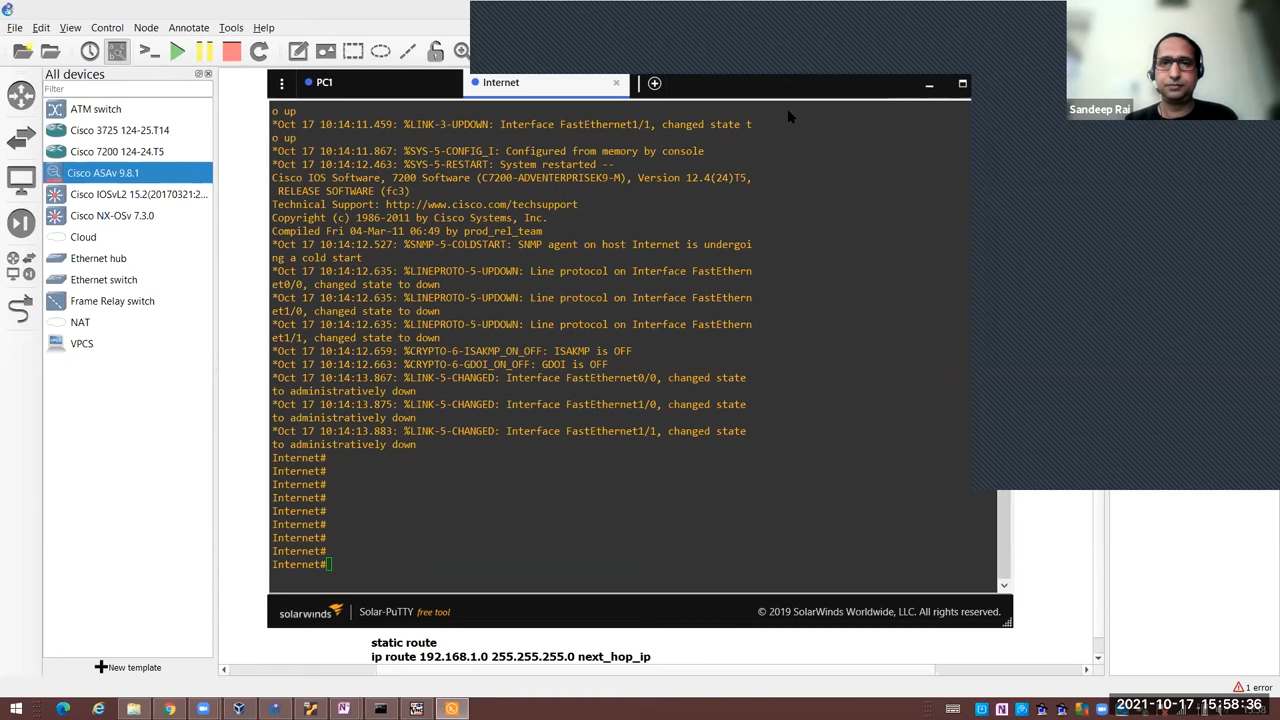 File Edit View Control Node Annotate Tools Help
All devices
Filter
ATM switch
Cisco 3725 124-25.T14
Cisco 7200 124-24.T5
Cisco ASAv 9.8.1
Cisco IOSvL2 15.2(20170321:2...
Cisco NX-OSv 7.3.0
Cloud
Ethernet hub
Ethernet switch
Frame Relay switch
NAT
VPCS
New template
PC1
Internet
o up
*Oct 17 10:14:11.459: %LINK-3-UPDOWN: Interface FastEthernet1/1, changed state t
o up
*Oct 17 10:14:11.867: %SYS-5-CONFIG_I: Configured from memory by console
*Oct 17 10:14:12.463: %SYS-5-RESTART: System restarted --
Cisco IOS Software, 7200 Software (C7200-ADVENTERPRISEK9-M), Version 12.4(24)T5,
RELEASE SOFTWARE (fc3)
Technical Support: http://www.cisco.com/techsupport
Copyright (c) 1986-2011 by Cisco Systems, Inc.
Compiled Fri 04-Mar-11 06:49 by prod_rel_team
*Oct 17 10:14:12.527: %SNMP-5-COLDSTART: SNMP agent on host Internet is undergoi
ng a cold start
*Oct 17 10:14:12.635: %LINEPROTO-5-UPDOWN: Line protocol on Interface FastEthern
et0/0, changed state to down
*Oct 17 10:14:12.635: %LINEPROTO-5-UPDOWN: Line protocol on Interface FastEthern
et1/0, changed state to down
*Oct 17 10:14:12.635: %LINEPROTO-5-UPDOWN: Line protocol on Interface FastEthern
et1/1, changed state to down
*Oct 17 10:14:12.659: %CRYPTO-6-ISAKMP_ON_OFF: ISAKMP is OFF
*Oct 17 10:14:12.663: %CRYPTO-6-GDOI_ON_OFF: GDOI is OFF
*Oct 17 10:14:13.867: %LINK-5-CHANGED: Interface FastEthernet0/0, changed state
to administratively down
*Oct 17 10:14:13.875: %LINK-5-CHANGED: Interface FastEthernet1/0, changed state
to administratively down
*Oct 17 10:14:13.883: %LINK-5-CHANGED: Interface FastEthernet1/1, changed state
to administratively down
Internet#
Internet#
Internet#
Internet#
Internet#
Internet#
Internet#
Internet#
Internet#
solarwinds
Solar-PuTTY free tool
© 2019 SolarWinds Worldwide, LLC. All rights reserved.
static route
ip route 192.168.1.0 255.255.255.0 next_hop_ip
Sandeep Rai
1 error
2021-10-17 15:58:36